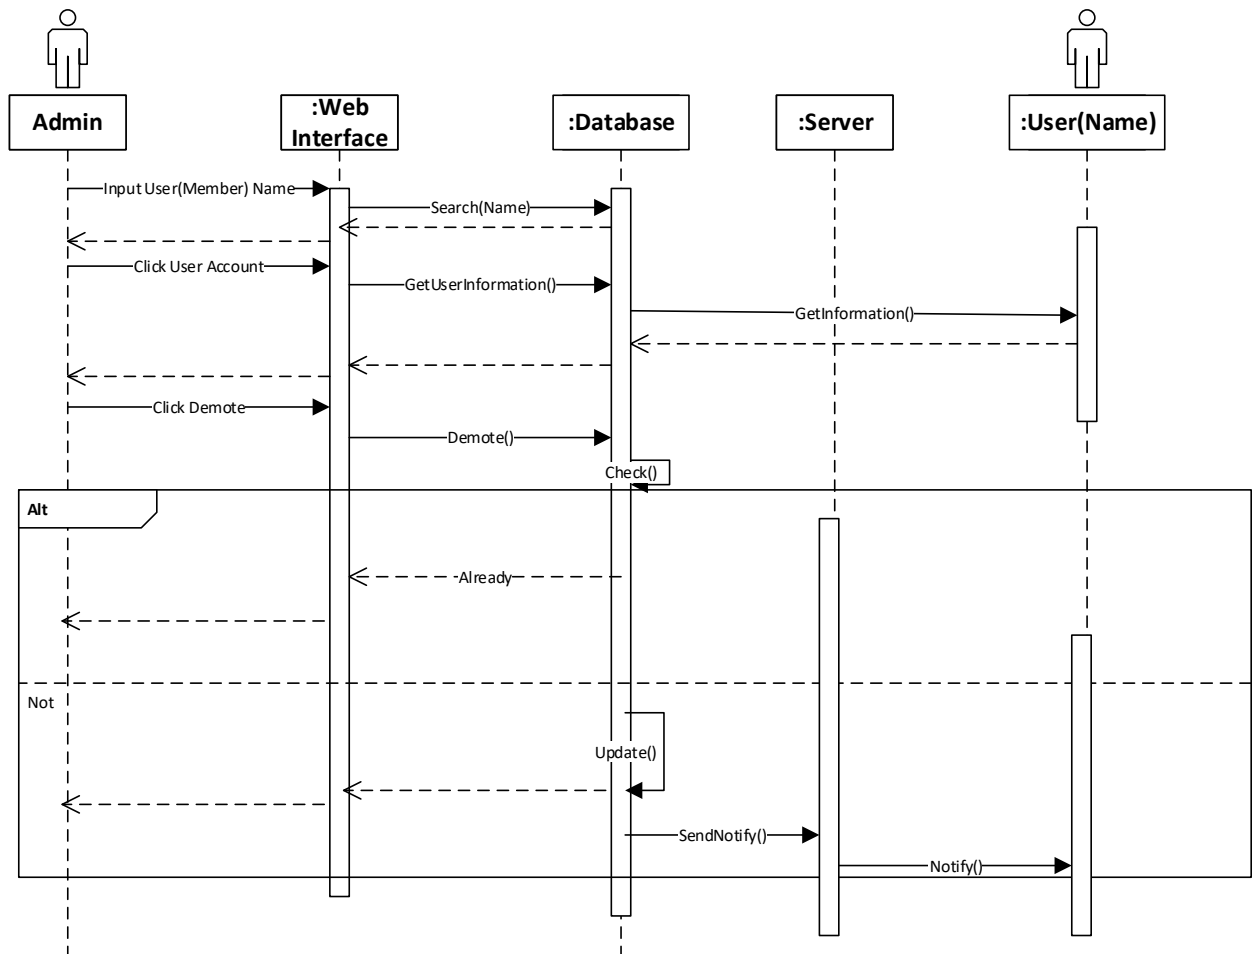 Admin
:Web
Interface
:Database
:Server
:User(Name)
Input User(Member) Name
Search(Name)
Click User Account
GetUserInformation()
GetInformation()
Click Demote
Demote()
Check()
Alt
Already
Not
Update()
SendNotify()
Notify()